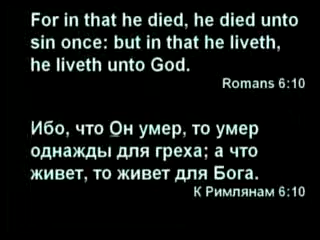 For in that he died, he died unto
sin once: but in that he liveth,
he liveth unto God.
Romans 6:10
Ибо, что Он умер, то умер
однажды для греха; а что
живет, то живет для Бога.
К Римлянам 6:10